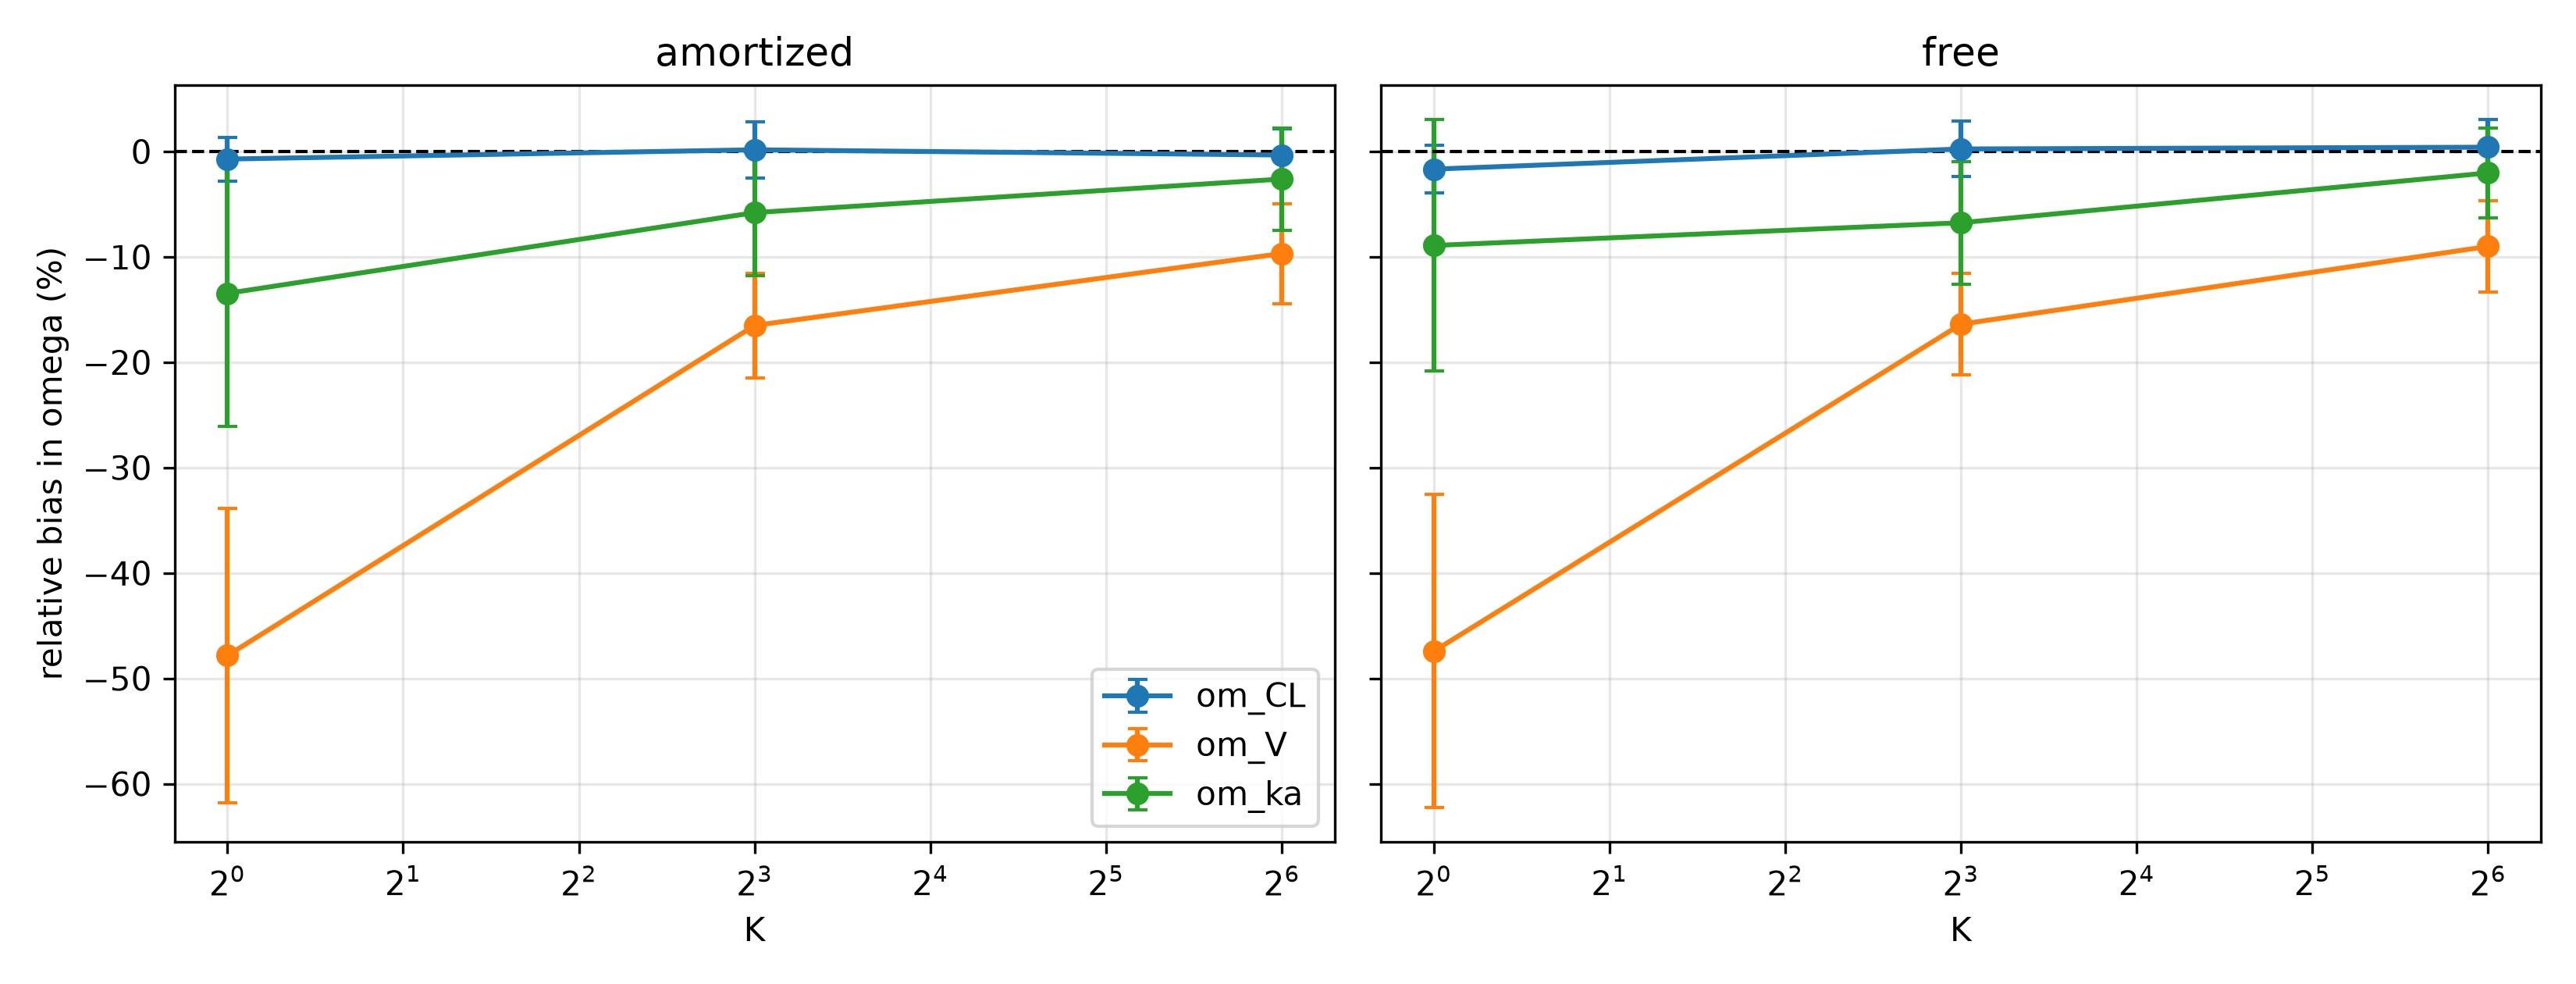 amortized
free
relative bias in omega (%)
0
−10
−20
−30
−40
−50
−60
om_CL
om_V
om_ka
2⁰ 2¹ 2² 2³ 2⁴ 2⁵ 2⁶
K
2⁰ 2¹ 2² 2³ 2⁴ 2⁵ 2⁶
K